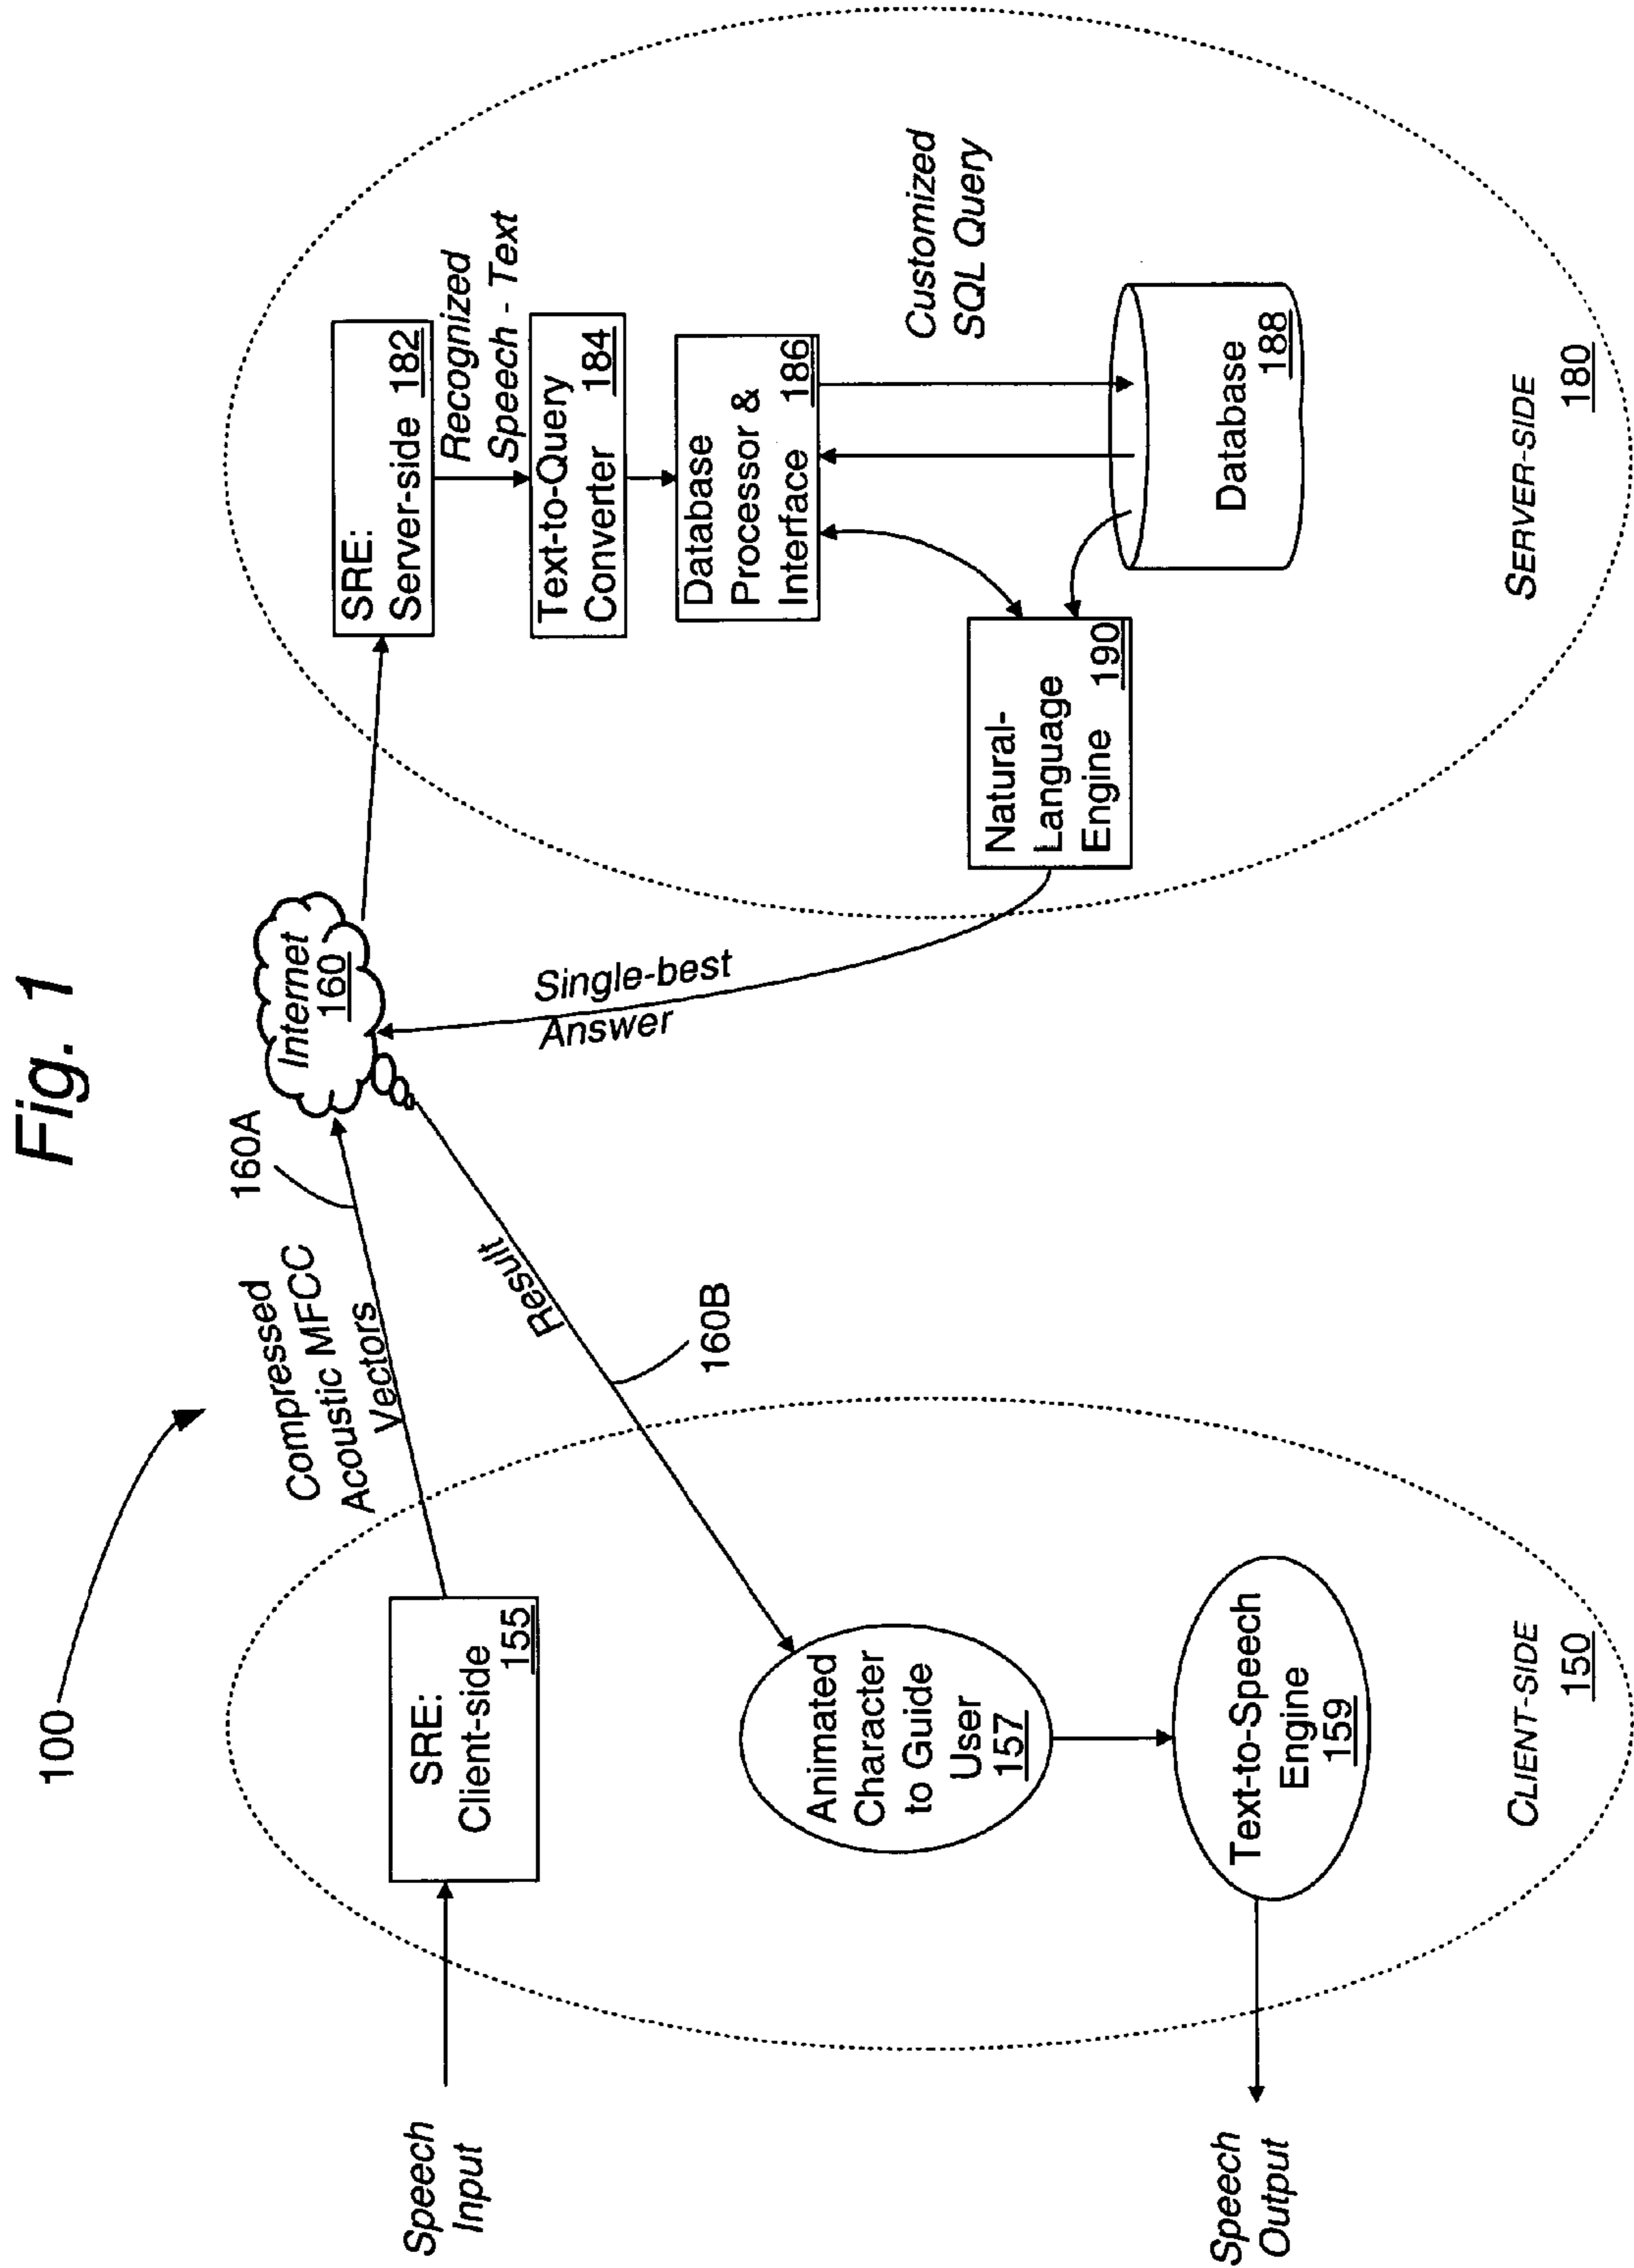 Fig. 1
100
Speech
Input
SRE:
Client-side
155
Compressed
Acoustic MFCC
Vectors
160A
Internet
160
SRE:
Server-side 182
Recognized
Speech - Text
Text-to-Query
Converter 184
Database
Processor &
Interface 186
Customized
SQL Query
Database
188
Natural-
Language
Engine 190
Single-best
Answer
Result
160B
Animated
Character
to Guide
User
157
Text-to-Speech
Engine
159
Speech
Output
CLIENT-SIDE
150
SERVER-SIDE
180